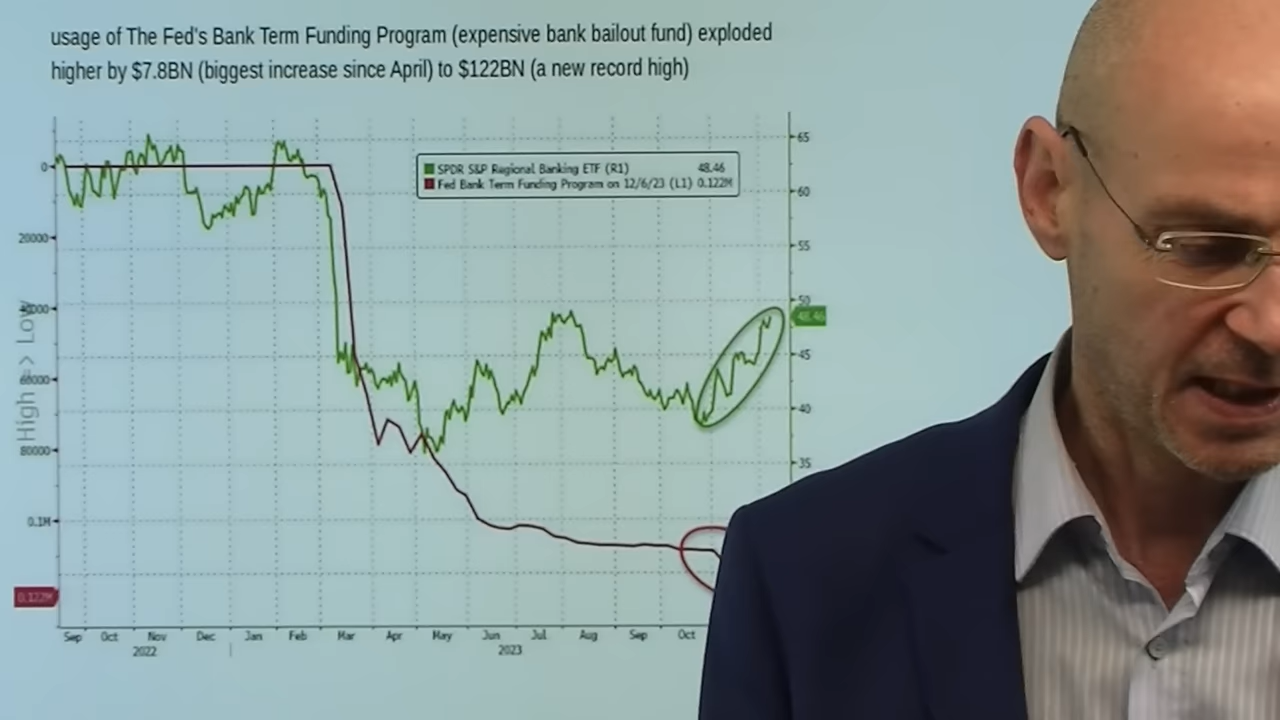 usage of The Fed's Bank Term Funding Program (expensive bank bailout fund) exploded
higher by $7.8BN (biggest increase since April) to $122BN (a new record high)
SPDR S&P Regional Banking ETF (R1) 48.46
Fed Bank Term Funding Program on 12/6/23 (L1) 0.122M
0
20000
40000
60000
80000
0.1M
0.122M
High > > Low
65
60
55
50
48.46
45
40
35
Sep Oct Nov Dec Jan Feb Mar Apr May Jun Jul Aug Sep Oct
2022 2023